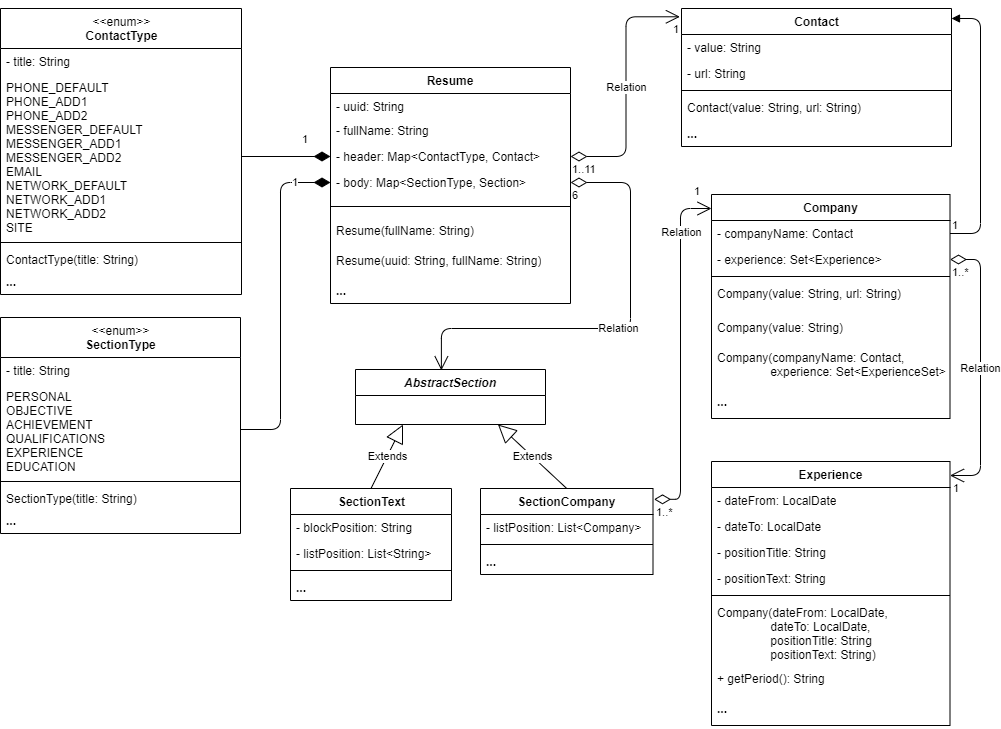 <<enum>>
ContactType
- title: String
PHONE_DEFAULT
PHONE_ADD1
PHONE_ADD2
MESSENGER_DEFAULT
MESSENGER_ADD1
MESSENGER_ADD2
EMAIL
NETWORK_DEFAULT
NETWORK_ADD1
NETWORK_ADD2
SITE
ContactType(title: String)
...
<<enum>>
SectionType
- title: String
PERSONAL
OBJECTIVE
ACHIEVEMENT
QUALIFICATIONS
EXPERIENCE
EDUCATION
SectionType(title: String)
...
1
1
Resume
- uuid: String
- fullName: String
- header: Map<ContactType, Contact>
- body: Map<SectionType, Section>
Resume(fullName: String)
Resume(uuid: String, fullName: String)
...
1..11
6
Relation
1
Relation
AbstractSection
Extends
Extends
SectionText
- blockPosition: String
- listPosition: List<String>
...
SectionCompany
- listPosition: List<Company>
...
1..*
Relation
1
Contact
- value: String
- url: String
Contact(value: String, url: String)
...
Company
- companyName: Contact
- experience: Set<Experience>
Company(value: String, url: String)
Company(value: String)
Company(companyName: Contact,
experience: Set<ExperienceSet>
...
1
1..*
Relation
1
Experience
- dateFrom: LocalDate
- dateTo: LocalDate
- positionTitle: String
- positionText: String
Company(dateFrom: LocalDate,
dateTo: LocalDate,
positionTitle: String
positionText: String)
+ getPeriod(): String
...